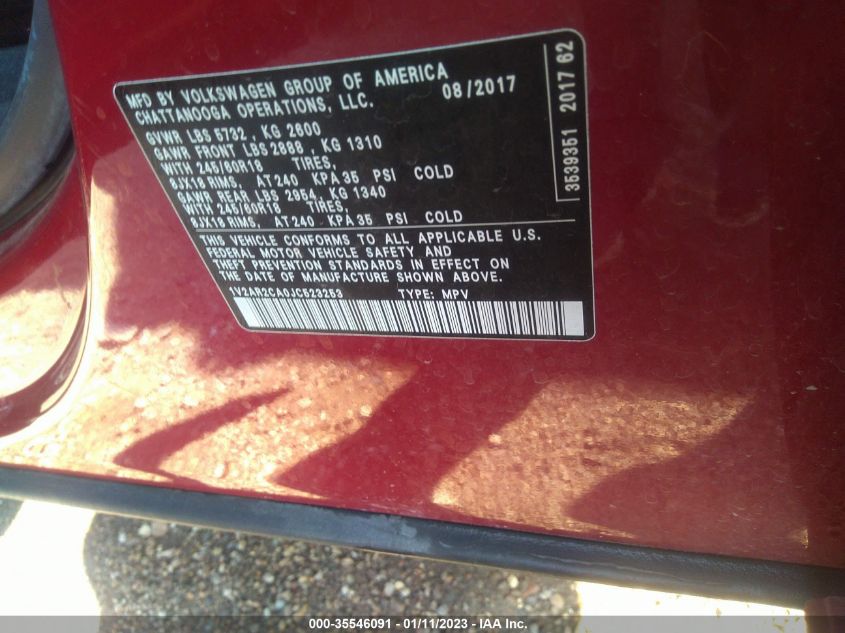 MFD BY VOLKSWAGEN GROUP OF AMERICA
CHATTANOOGA OPERATIONS, LLC. 08/2017
GVWR LBS 5732 , KG 2600
GAWR FRONT LBS 2888 , KG 1310
WITH 245/60R18 TIRES,
8JX18 RIMS, AT 240 KPA 35 PSI COLD
GAWR REAR LBS 2954, KG 1340
WITH 245/60R18 TIRES,
8JX18 RIMS, AT 240 KPA 35 PSI COLD
THIS VEHICLE CONFORMS TO ALL APPLICABLE U.S.
FEDERAL MOTOR VEHICLE SAFETY AND
THEFT PREVENTION STANDARDS IN EFFECT ON
THE DATE OF MANUFACTURE SHOWN ABOVE.
1V2AR2CA0JC523253 TYPE: MPV
3539351 2017 62
000-35546091 - 01/11/2023 - IAA Inc.